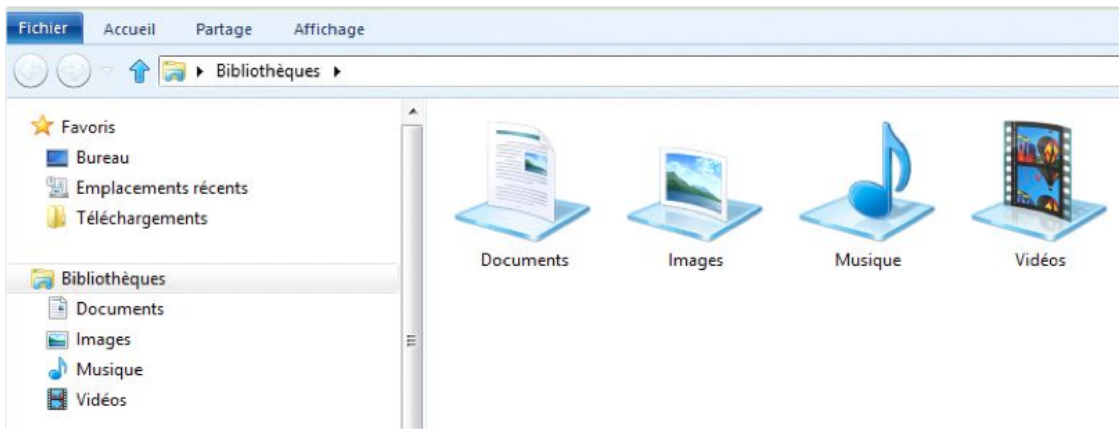 Fichier Accueil Partage Affichage
Bibliothèques
Favoris
Bureau
Emplacements récents
Téléchargements
Bibliothèques
Documents
Images
Musique
Vidéos
Documents Images Musique Vidéos